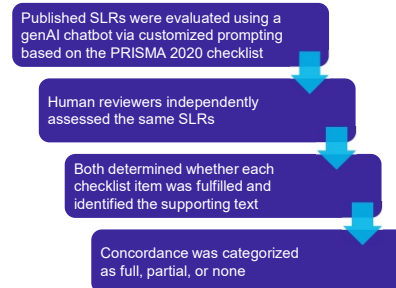 Published SLRs were evaluated using a
genAI chatbot via customized prompting
based on the PRISMA 2020 checklist
Human reviewers independently
assessed the same SLRs
Both determined whether each
checklist item was fulfilled and
identified the supporting text
Concordance was categorized
as full, partial, or none